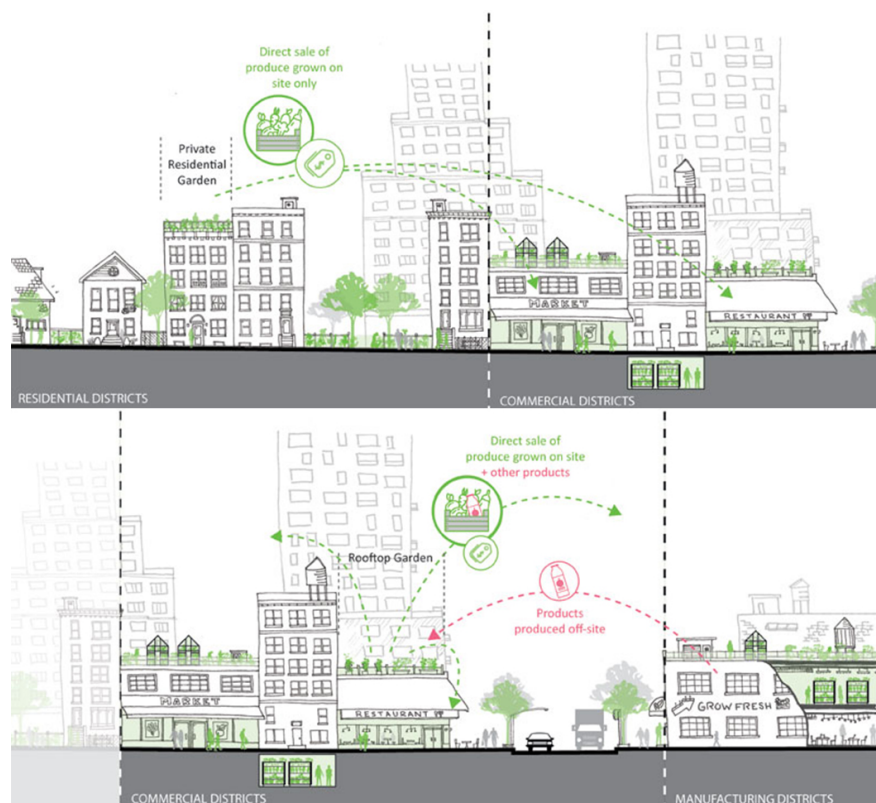 Direct sale of
produce grown on
site only
Private
Residential
Garden
MARKET
RESTAURANT
RESIDENTIAL DISTRICTS
COMMERCIAL DISTRICTS
Direct sale of
produce grown on site
+ other products
Rooftop Garden
Products
produced off-site
MARKET
RESTAURANT
GROW FRESH
COMMERCIAL DISTRICTS
MANUFACTURING DISTRICTS